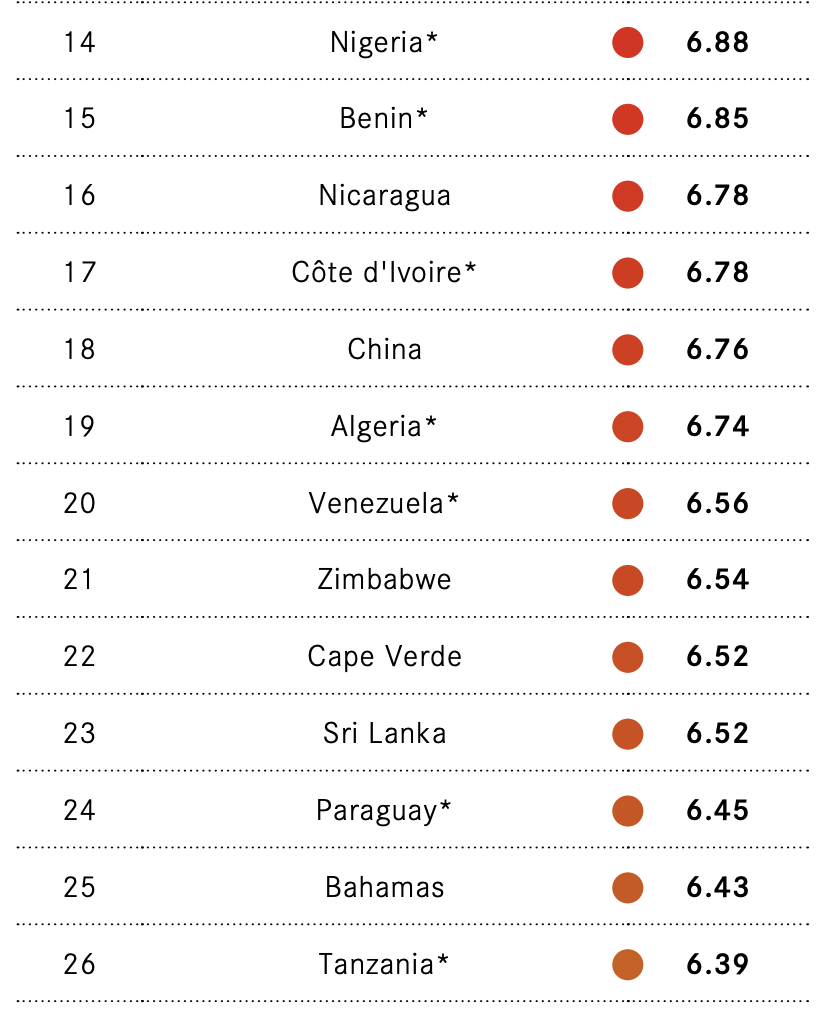 14 Nigeria* 6.88
15 Benin* 6.85
16 Nicaragua 6.78
17 Côte d'Ivoire* 6.78
18 China 6.76
19 Algeria* 6.74
20 Venezuela* 6.56
21 Zimbabwe 6.54
22 Cape Verde 6.52
23 Sri Lanka 6.52
24 Paraguay* 6.45
25 Bahamas 6.43
26 Tanzania* 6.39